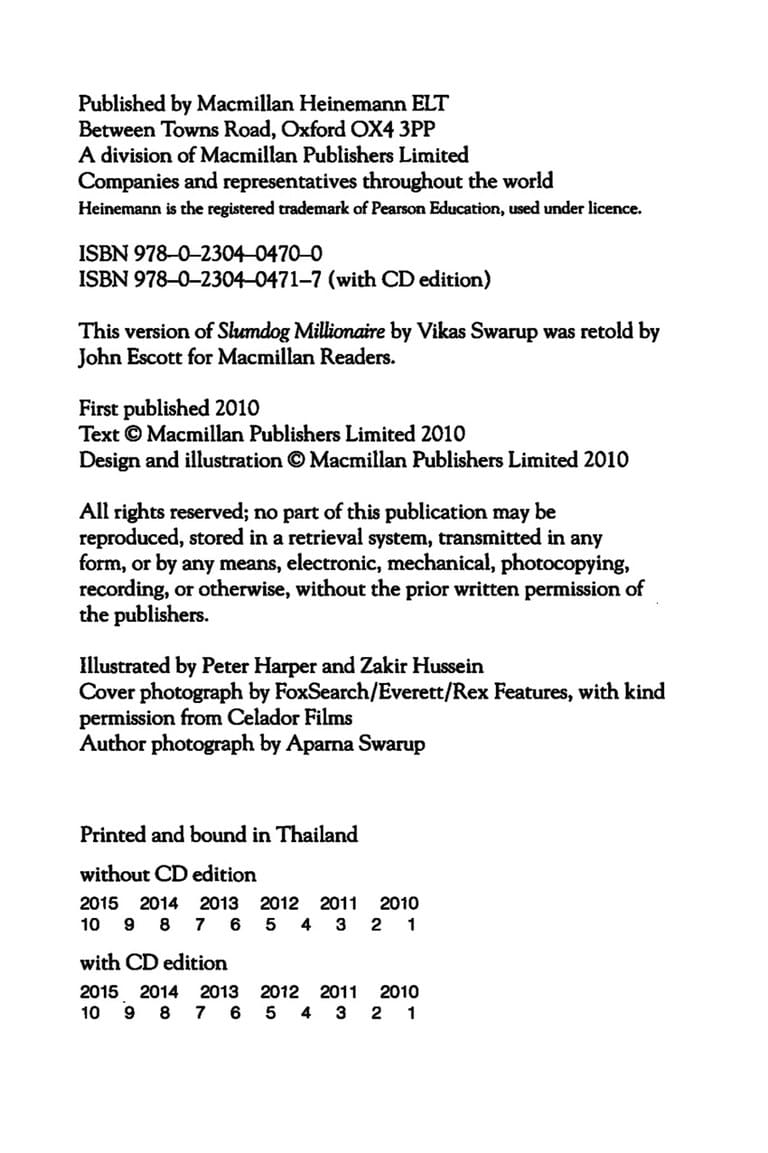 Published by Macmillan Heinemann ELT
Between Towns Road, Oxford OX4 3PP
A division of Macmillan Publishers Limited
Companies and representatives throughout the world
Heinemann is the registered trademark of Pearson Education, used under licence.
ISBN 978–0–2304–0470–0
ISBN 978–0–2304–0471–7 (with CD edition)
This version of Slumdog Millionaire by Vikas Swarup was retold by
John Escott for Macmillan Readers.
First published 2010
Text © Macmillan Publishers Limited 2010
Design and illustration © Macmillan Publishers Limited 2010
All rights reserved; no part of this publication may be
reproduced, stored in a retrieval system, transmitted in any
form, or by any means, electronic, mechanical, photocopying,
recording, or otherwise, without the prior written permission of
the publishers.
Illustrated by Peter Harper and Zakir Hussein
Cover photograph by FoxSearch/Everett/Rex Features, with kind
permission from Celador Films
Author photograph by Aparna Swarup
Printed and bound in Thailand
without CD edition
2015 2014 2013 2012 2011 2010
10 9 8 7 6 5 4 3 2 1
with CD edition
2015 2014 2013 2012 2011 2010
10 9 8 7 6 5 4 3 2 1